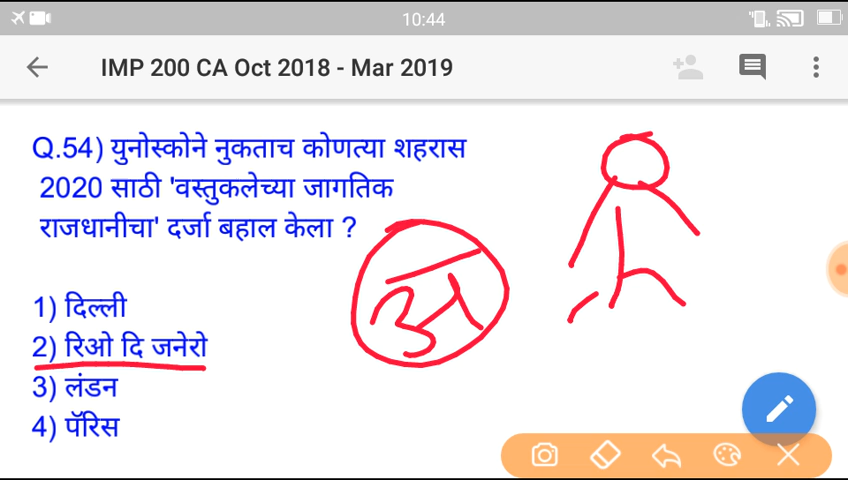 10:44
IMP 200 CA Oct 2018 - Mar 2019
Q.54) युनोस्कोने नुकताच कोणत्या शहरास
2020 साठी 'वस्तुकलेच्या जागतिक
राजधानीचा' दर्जा बहाल केला ?
1) दिल्ली
2) रिओ दि जनेरो
3) लंडन
4) पॅरिस